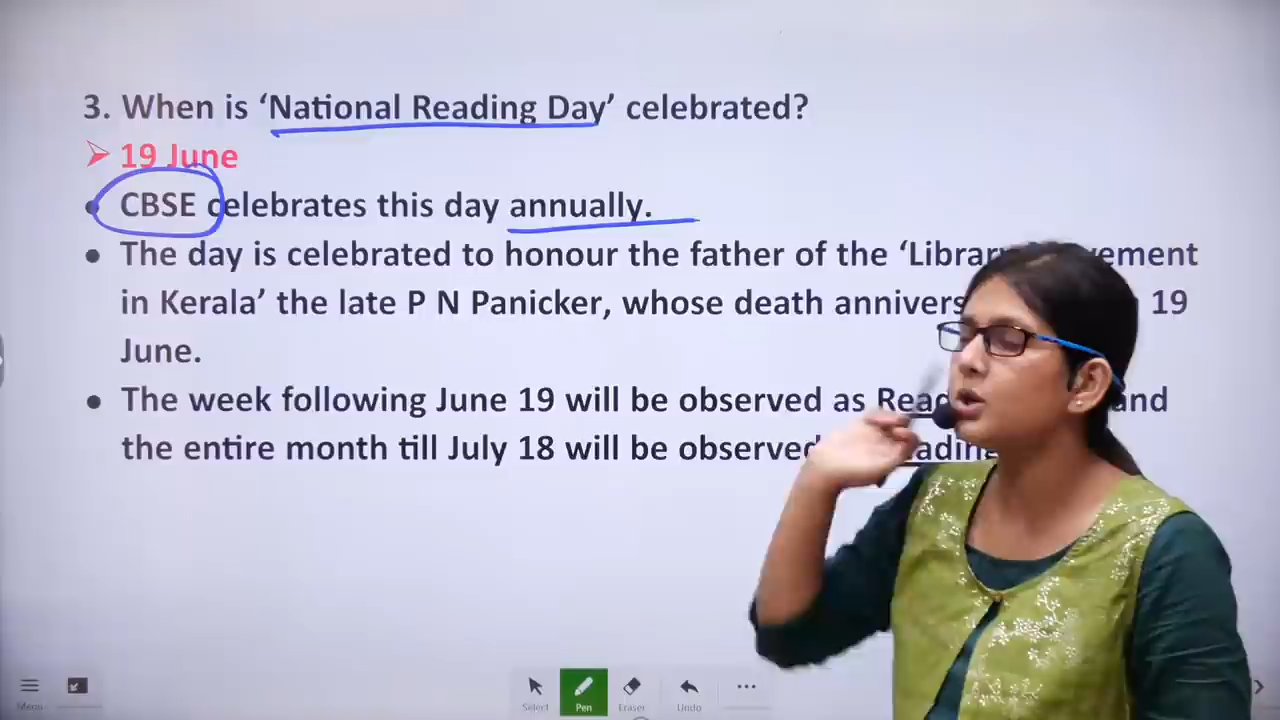 3. When is ‘National Reading Day’ celebrated?
➢ 19 June
• CBSE celebrates this day annually.
• The day is celebrated to honour the father of the
in Kerala’ the late P N Panicker, whose death 19
June.
• The week following June 19 will be observed as and
the entire month till July 18 will be observed
Menu
Select
Pen
Eraser
Undo